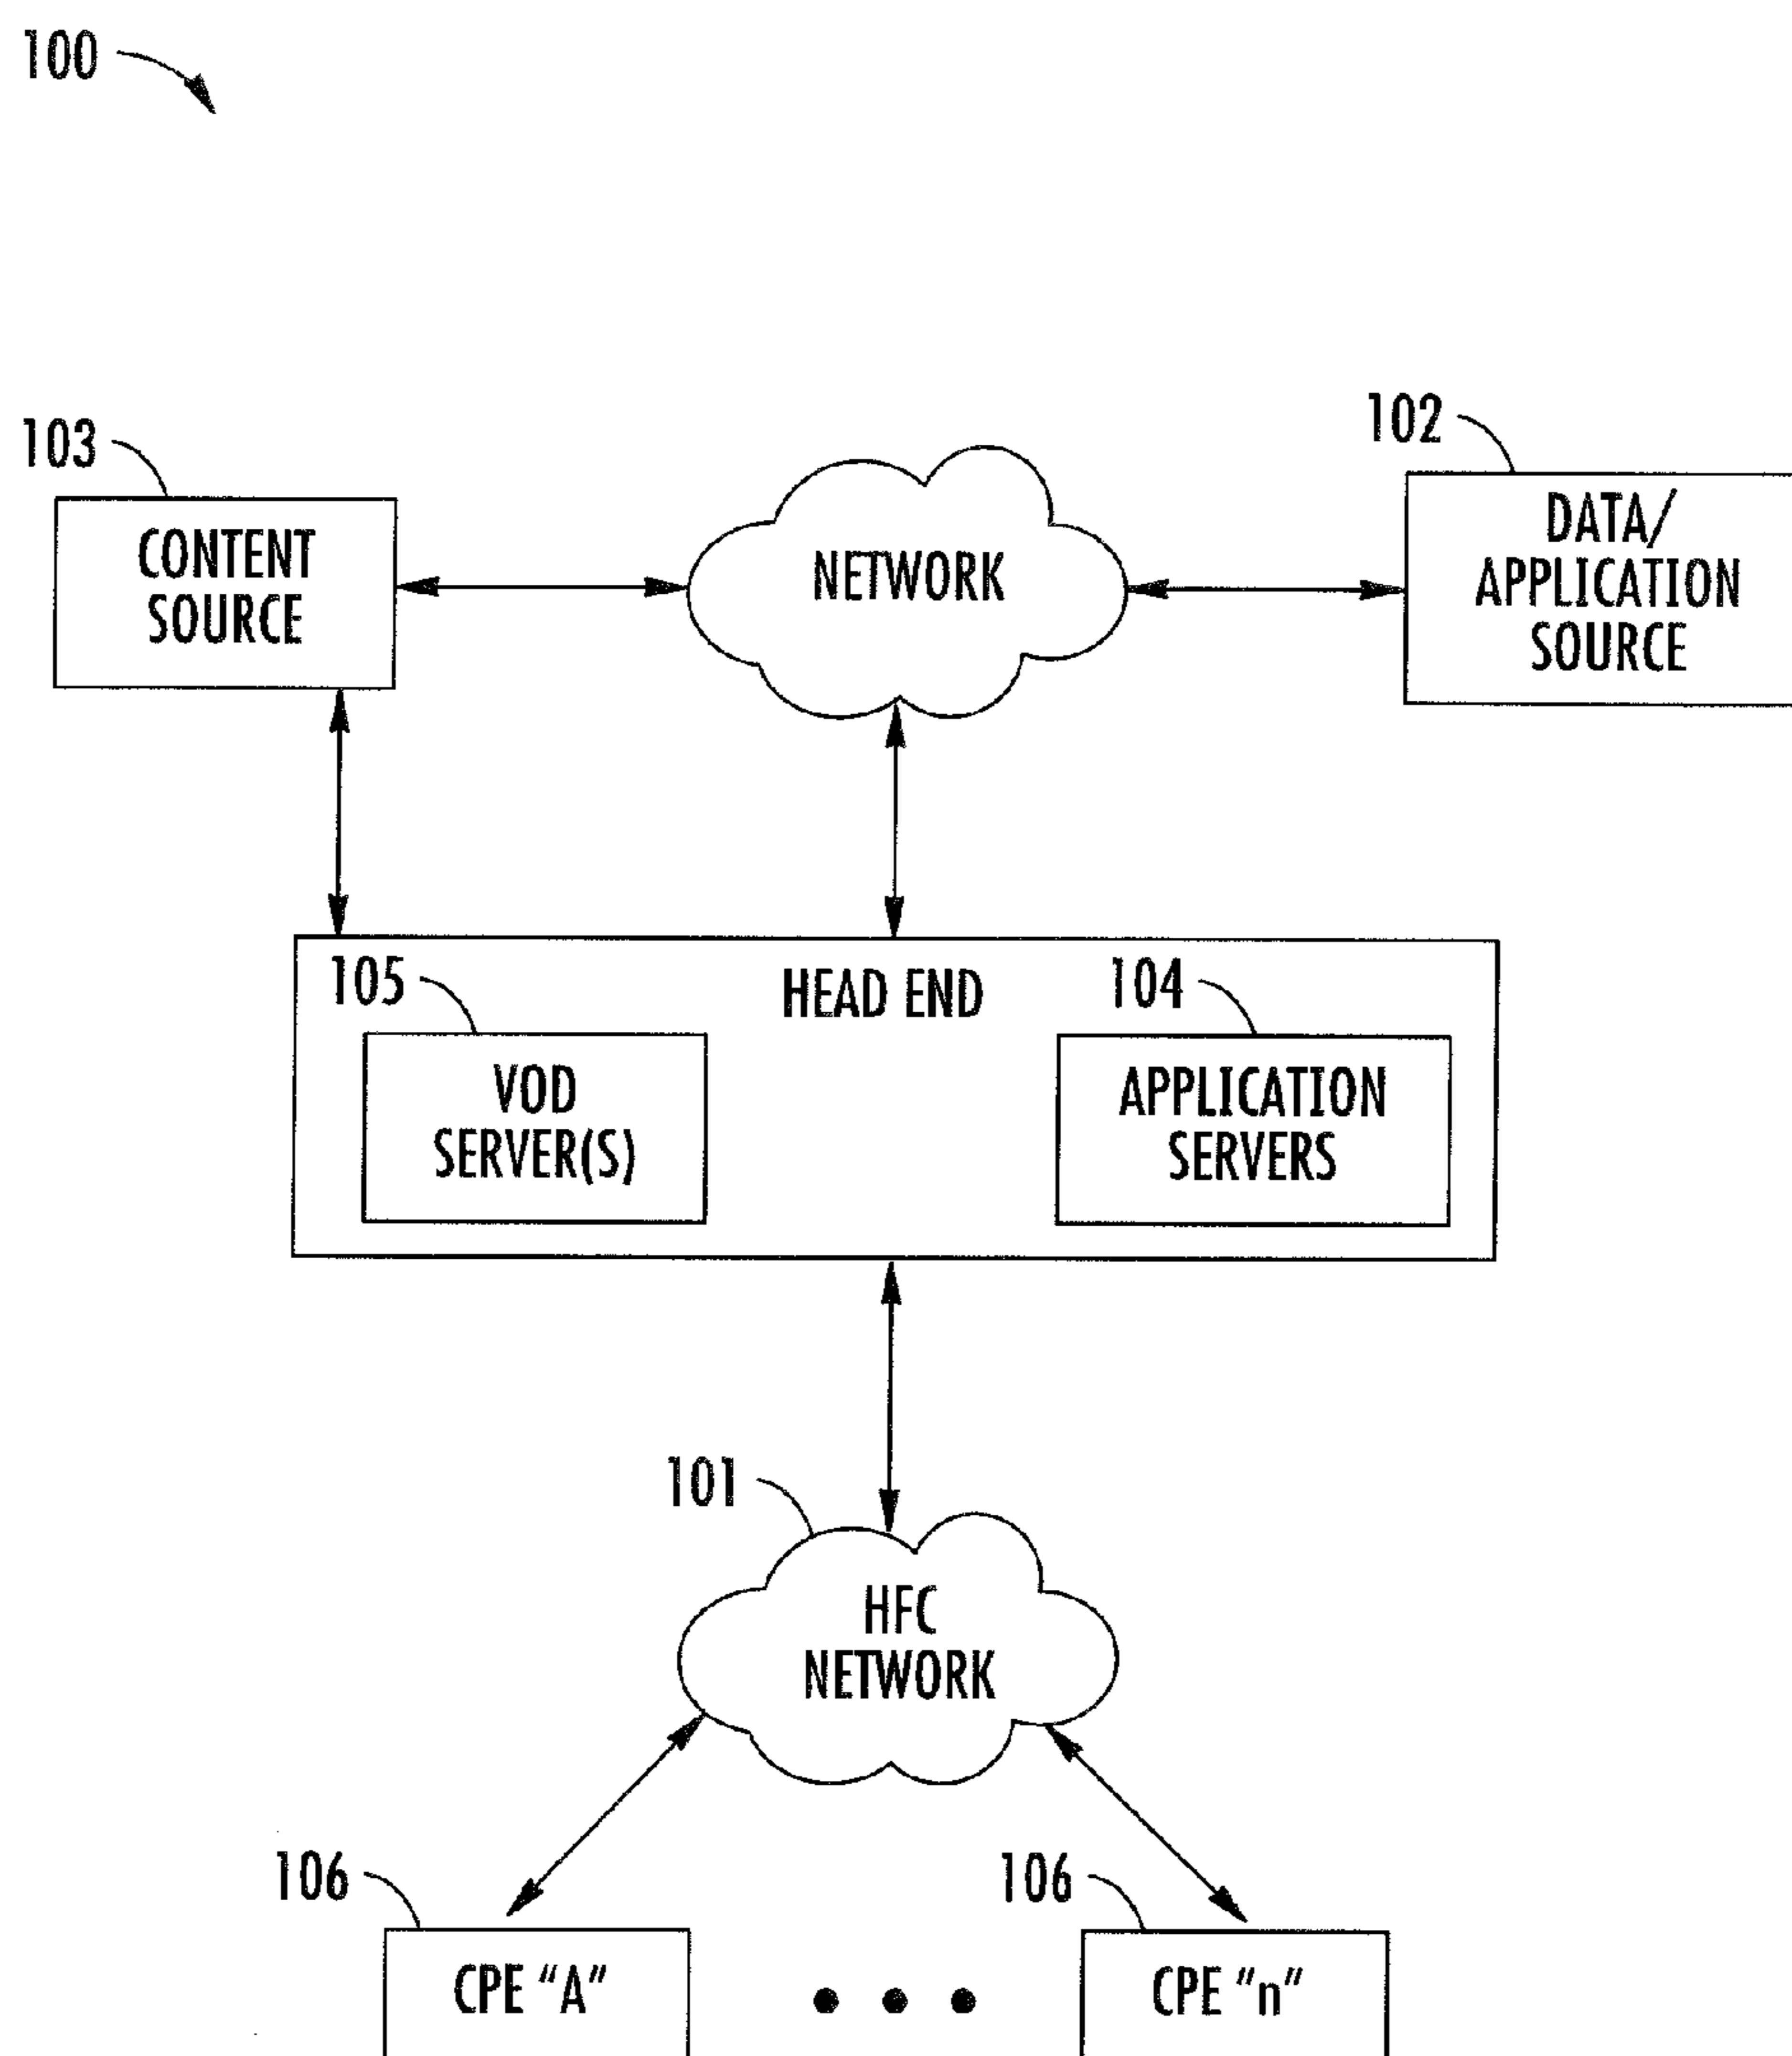 100
103
102
CONTENT
SOURCE
NETWORK
DATA/
APPLICATION
SOURCE
105
HEAD END
104
VOD
SERVER(S)
APPLICATION
SERVERS
101
HFC
NETWORK
106
106
CPE “A”
CPE “n”